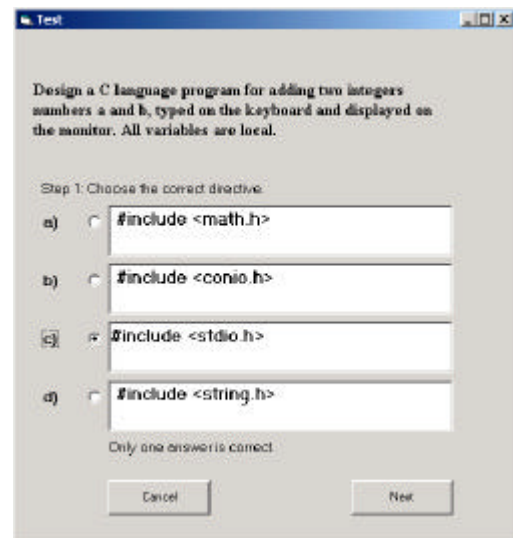 Test
Design a C language program for adding two integers
numbers a and b, typed on the keyboard and displayed on
the monitor. All variables are local.
Step 1: Choose the correct directive.
a) #include <math.h>
b) #include <conio.h>
c) #include <stdio.h>
d) #include <string.h>
Only one answer is correct
Cancel Next